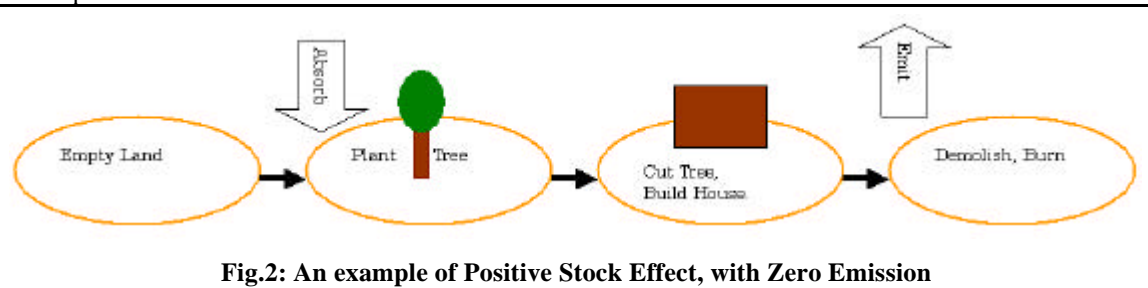 Absorb
Emit
Empty Land
Plant Tree
Cut Tree,
Build House.
Demolish, Burn
Fig.2: An example of Positive Stock Effect, with Zero Emission